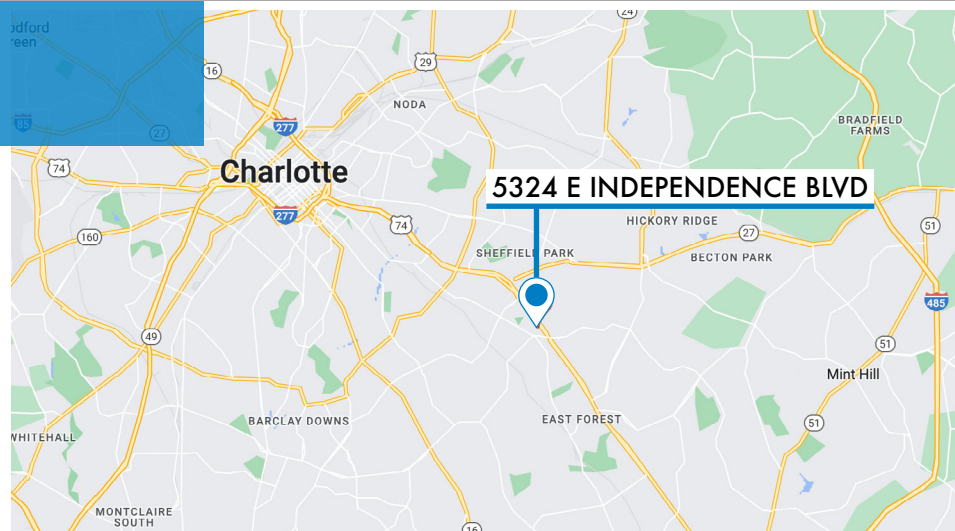 odford
reen
24
16
29
NODA
85
27
277
BRADFIELD
FARMS
74
Charlotte
5324 E INDEPENDENCE BLVD
277
HICKORY RIDGE
74
51
160
27
SHEFFIELD PARK
BECTON PARK
485
49
51
Mint Hill
BARCLAY DOWNS
EAST FOREST
51
WHITEHALL
MONTCLAIRE
SOUTH
16